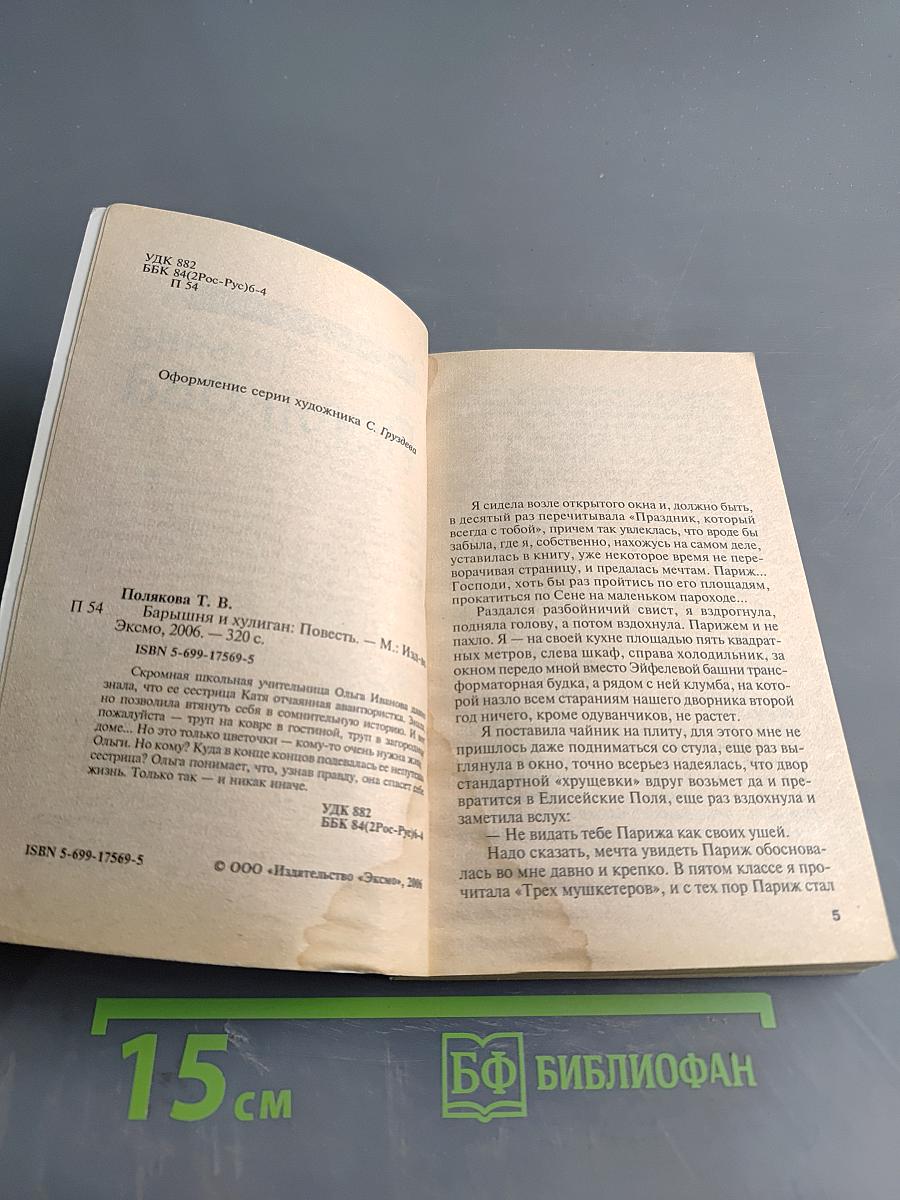 УДК 882
ББК 84(2Рос-Рус)6-4
П 54
Оформление серии художника С. Груздева
Полякова Т. В.
П 54 Барышня и хулиган: Повесть. — М.: Изд-во
Эксмо, 2006. — 320 с.
ISBN 5-699-17569-5
Скромная школьная учительница Ольга Иванова давно
знала, что ее сестрица Катя отчаянная авантюристка. Знала,
но позволила втянуть себя в сомнительную историю. И вот
пожалуйста — труп на ковре в гостиной, труп в загородном
доме... Но это только цветочки — кому-то очень нужна жизнь
Ольги. Но кому? Куда в конце концов подевалась ее непутевая
сестрица? Ольга понимает, что, узнав правду, она спасет себе
жизнь. Только так — и никак иначе.
УДК 882
ББК 84(2Рос-Рус)6-4
ISBN 5-699-17569-5
© ООО «Издательство «Эксмо», 2006
Я сидела возле открытого окна и, должно быть,
в десятый раз перечитывала «Праздник, который
всегда с тобой», причем так увлеклась, что вроде бы
забыла, где я, собственно, нахожусь на самом деле,
уставилась в книгу, уже некоторое время не пере-
ворачивая страницу, и предалась мечтам. Париж...
Господи, хоть бы раз пройтись по его площадям,
прокатиться по Сене на маленьком пароходе...
Раздался разбойничий свист, я вздрогнула,
подняла голову, а потом вздохнула. Парижем и не
пахло. Я — на своей кухне площадью пять квадрат-
ных метров, слева шкаф, справа холодильник, за
окном передо мной вместо Эйфелевой башни транс-
форматорная будка, а рядом с ней клумба, на кото-
рой назло всем стараниям нашего дворника второй
год ничего, кроме одуванчиков, не растет.
Я поставила чайник на плиту, для этого мне не
пришлось даже подниматься со стула, еще раз вы-
глянула в окно, точно всерьез надеялась, что двор
стандартной «хрущевки» вдруг возьмет да и пре-
вратится в Елисейские Поля, еще раз вздохнула и
заметила вслух:
— Не видать тебе Парижа как своих ушей.
Надо сказать, мечта увидеть Париж обоснова-
лась во мне давно и крепко. В пятом классе я про-
читала «Трех мушкетеров», и с тех пор Париж стал
5
15 см
БФ БИБЛИОФАН